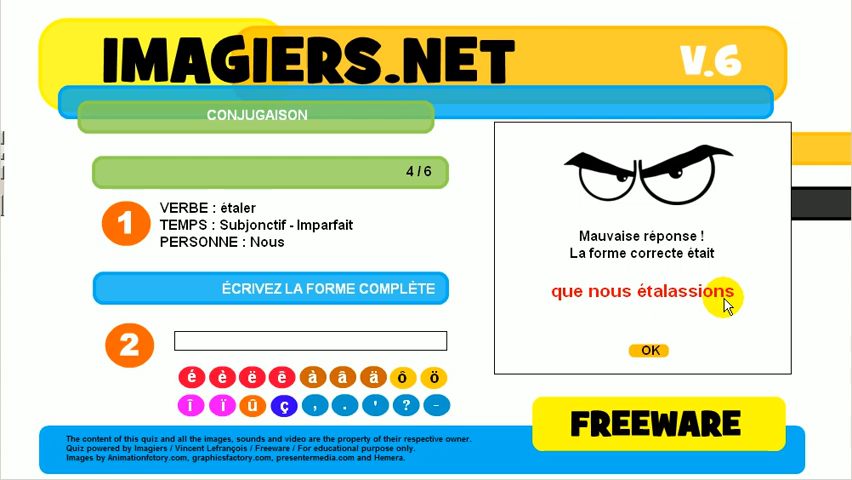 IMAGIERS.NET
V.6
CONJUGAISON
4 / 6
1
VERBE : étaler
TEMPS : Subjonctif - Imparfait
PERSONNE : Nous
ÉCRIVEZ LA FORME COMPLÈTE
2
é è ë ê à â ä ô ö
î ï û ç , . ' ? -
Mauvaise réponse !
La forme correcte était
que nous étalassions
OK
FREEWARE
The content of this quiz and all the images, sounds and video are the property of their respective owner.
Quiz powered by Imagiers / Vincent Lefrançois / Freeware / For educational purpose only.
Images by Animationfctory.com, graphicsfactory.com, presentermedia.com and Hemera.